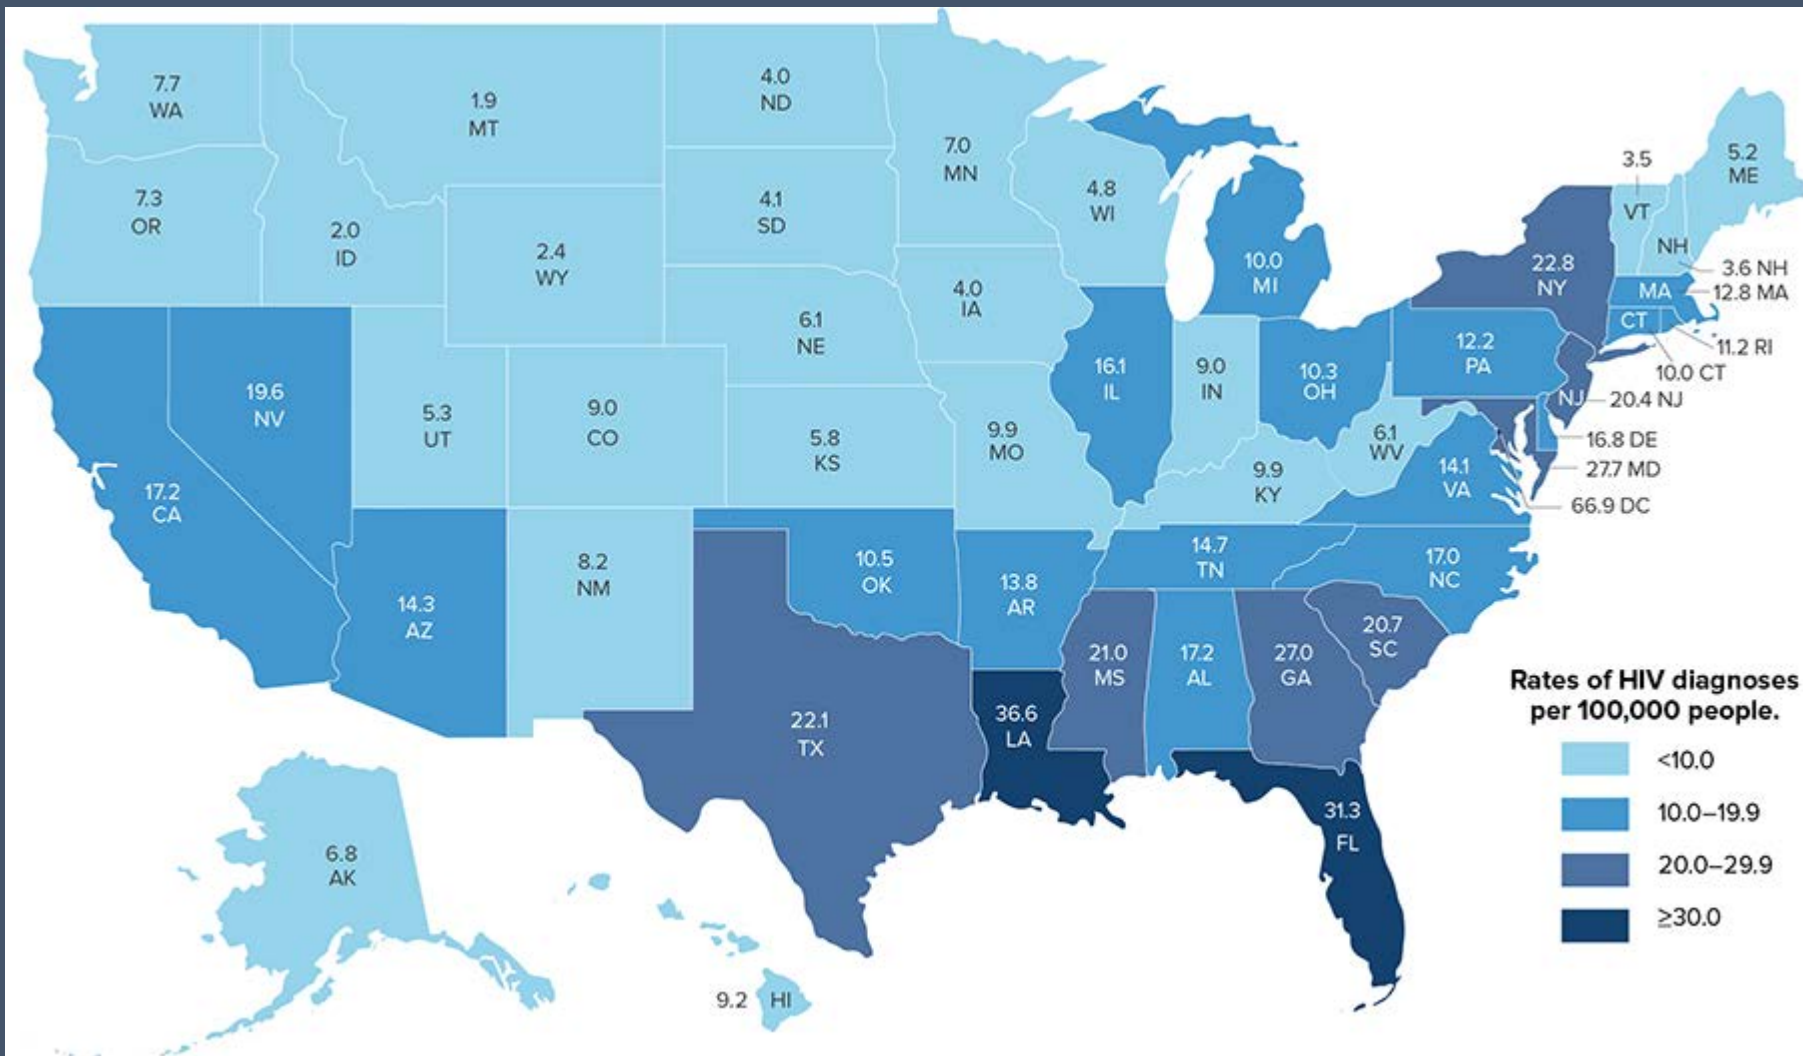 7.7
WA
1.9
MT
4.0
ND
7.0
MN
4.8
WI
3.5
VT
5.2
ME
7.3
OR
2.0
ID
2.4
WY
4.1
SD
4.0
IA
10.0
MI
22.8
NY
NH
3.6 NH
MA
12.8 MA
CT
11.2 RI
10.0 CT
19.6
NV
5.3
UT
9.0
CO
6.1
NE
5.8
KS
9.9
MO
16.1
IL
9.0
IN
10.3
OH
12.2
PA
NJ
20.4 NJ
16.8 DE
27.7 MD
66.9 DC
6.1
WV
14.1
VA
9.9
KY
17.2
CA
14.3
AZ
8.2
NM
10.5
OK
13.8
AR
14.7
TN
17.0
NC
22.1
TX
36.6
LA
21.0
MS
17.2
AL
27.0
GA
20.7
SC
31.3
FL
6.8
AK
9.2 HI
Rates of HIV diagnoses
per 100,000 people.
<10.0
10.0–19.9
20.0–29.9
≥30.0